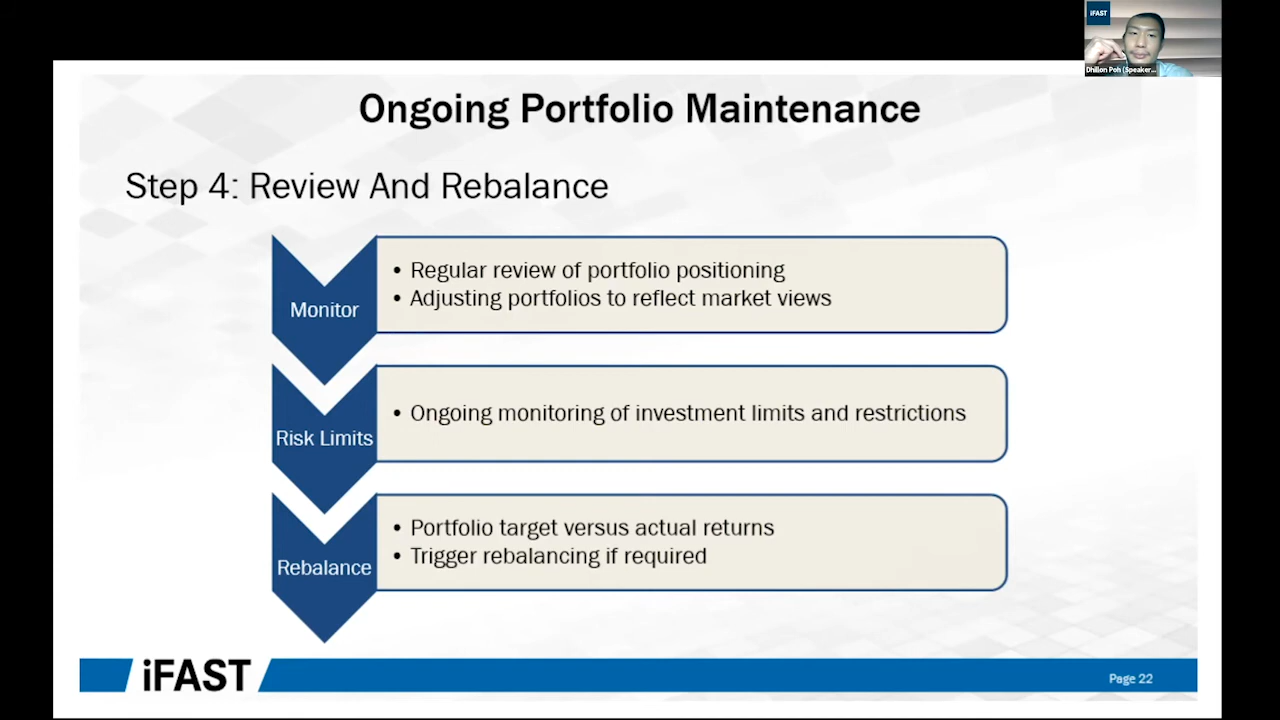 iFAST
Dhillon Poh (Speaker...
Ongoing Portfolio Maintenance
Step 4: Review And Rebalance
Monitor
• Regular review of portfolio positioning
• Adjusting portfolios to reflect market views
Risk Limits
• Ongoing monitoring of investment limits and restrictions
Rebalance
• Portfolio target versus actual returns
• Trigger rebalancing if required
iFAST
Page 22